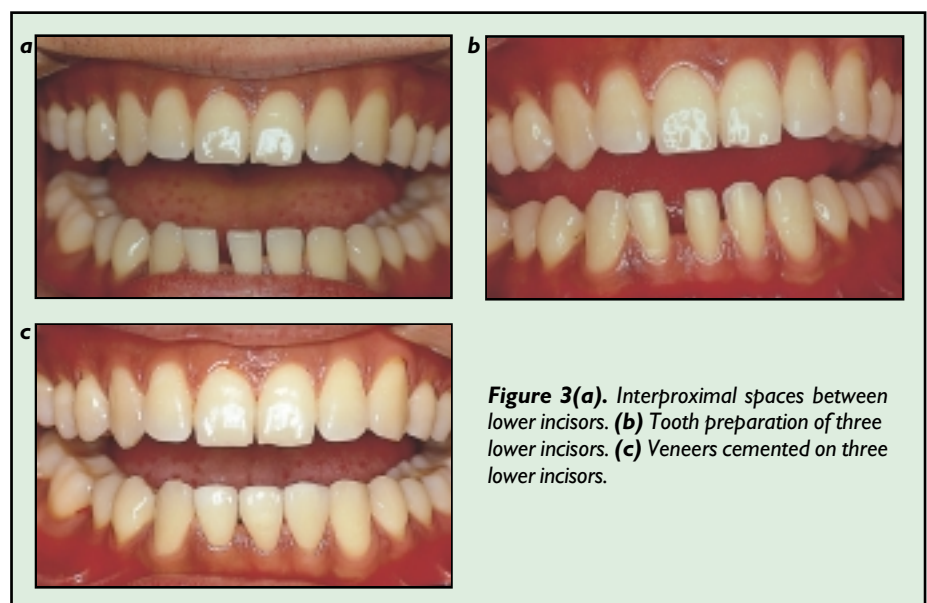 a
b
c
Figure 3(a). Interproximal spaces between
lower incisors. (b) Tooth preparation of three
lower incisors. (c) Veneers cemented on three
lower incisors.